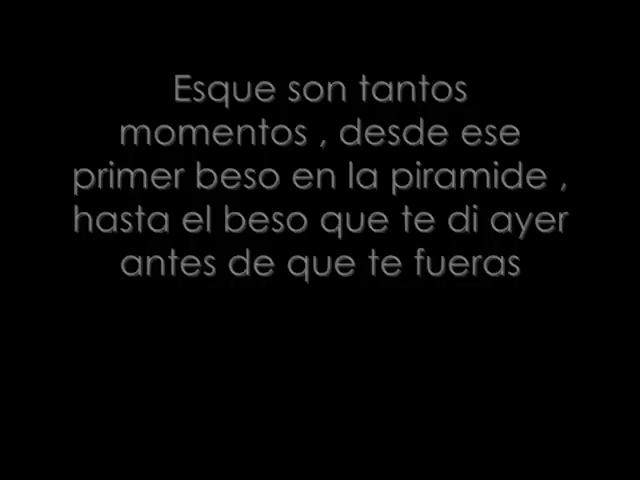 Esque son tantos
momentos , desde ese
primer beso en la piramide ,
hasta el beso que te di ayer
antes de que te fueras